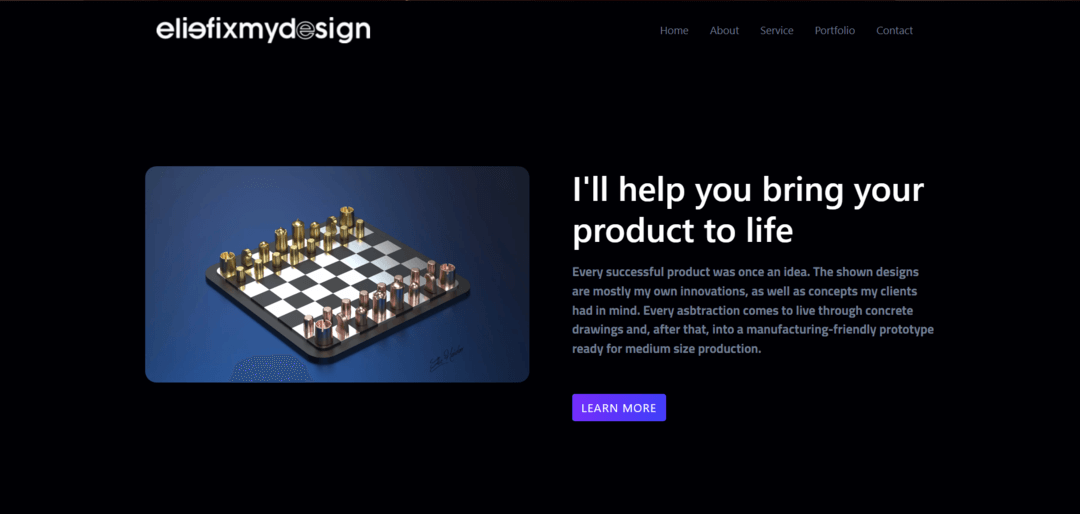 eliefixmydesign
Home About Service Portfolio Contact
I'll help you bring your
product to life
Every successful product was once an idea. The shown designs
are mostly my own innovations, as well as concepts my clients
had in mind. Every asbtraction comes to live through concrete
drawings and, after that, into a manufacturing-friendly prototype
ready for medium size production.
LEARN MORE